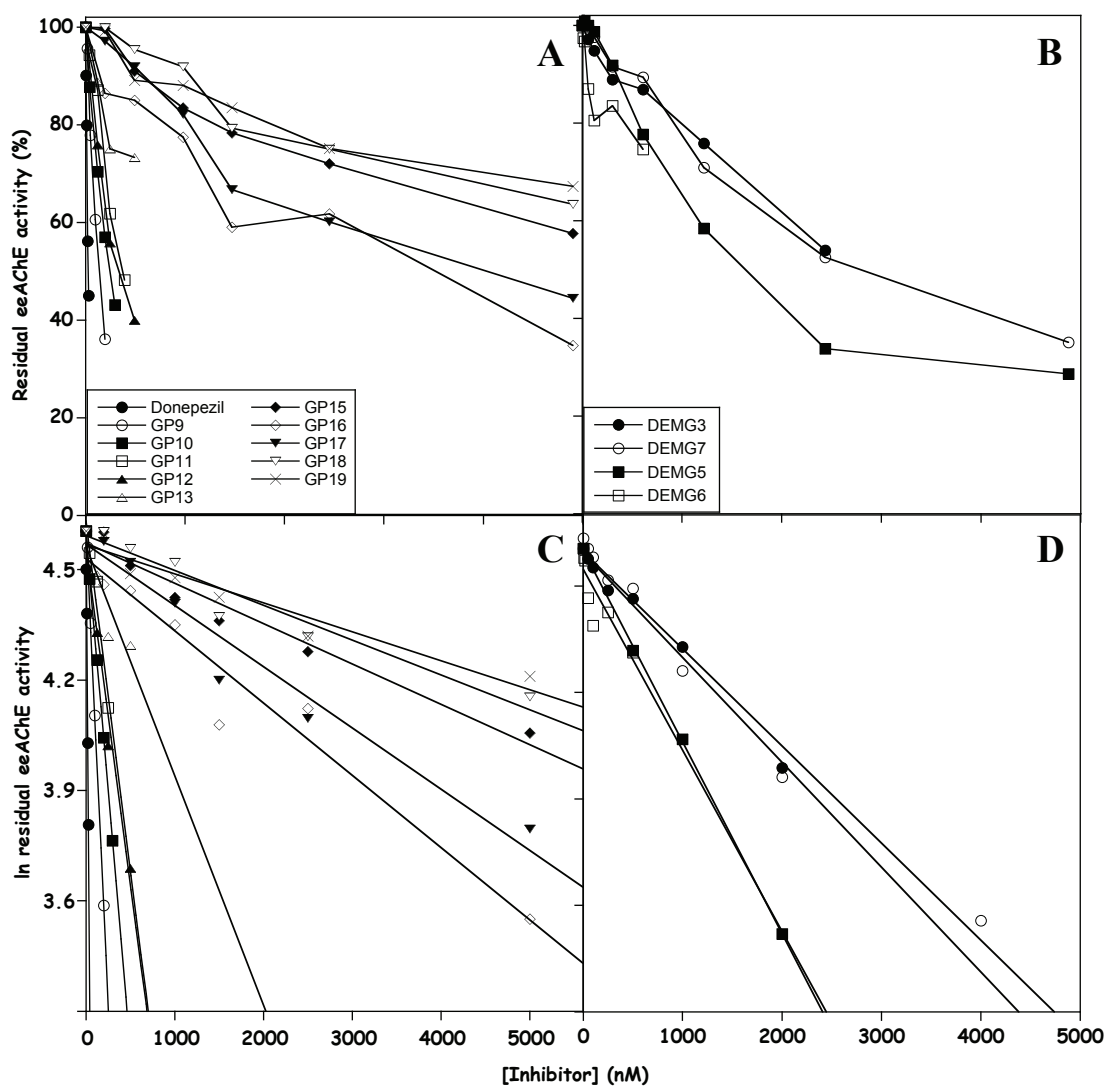 A
B
Residual eeAChE activity (%)
100
80
60
40
20
0
Donepezil
GP9
GP10
GP11
GP12
GP13
GP15
GP16
GP17
GP18
GP19
DEMG3
DEMG7
DEMG5
DEMG6
C
D
ln residual eeAChE activity
4.5
4.2
3.9
3.6
0 1000 2000 3000 4000 5000
0 1000 2000 3000 4000 5000
[Inhibitor] (nM)